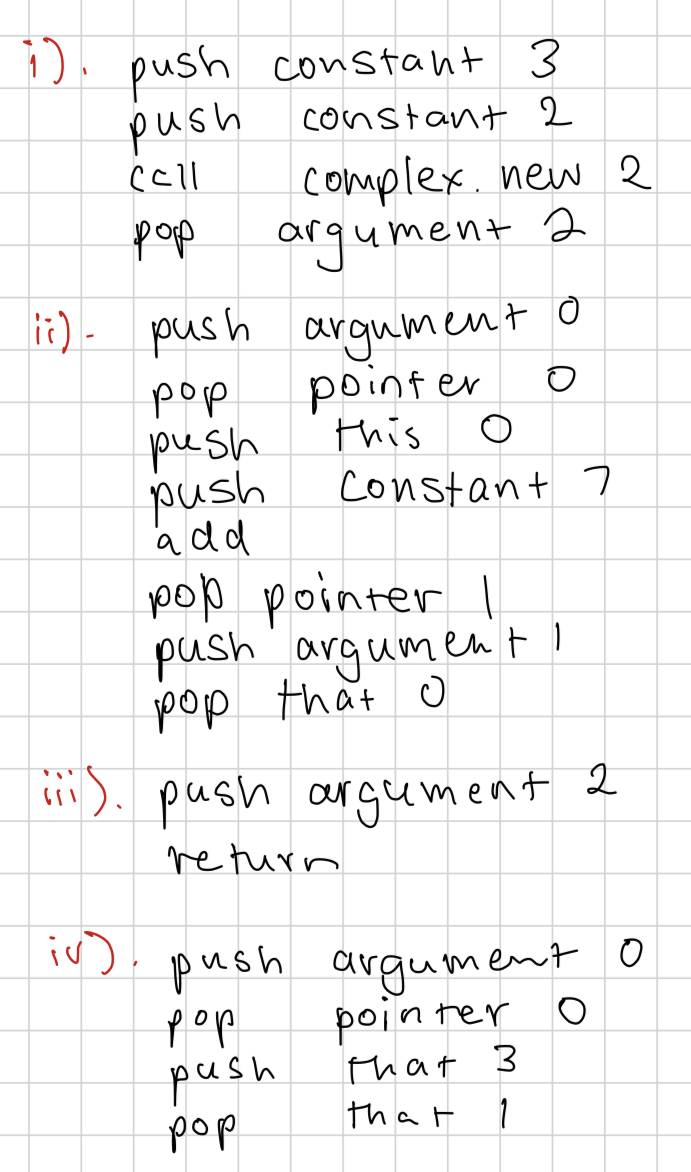 i). push constant 3
push constant 2
call complex.new 2
pop argument 2
ii). push argument 0
pop pointer 0
push this 0
push constant 7
add
pop pointer 1
push argument 1
pop that 0
iii). push argument 2
return
iv). push argument 0
pop pointer 0
push that 3
pop that 1